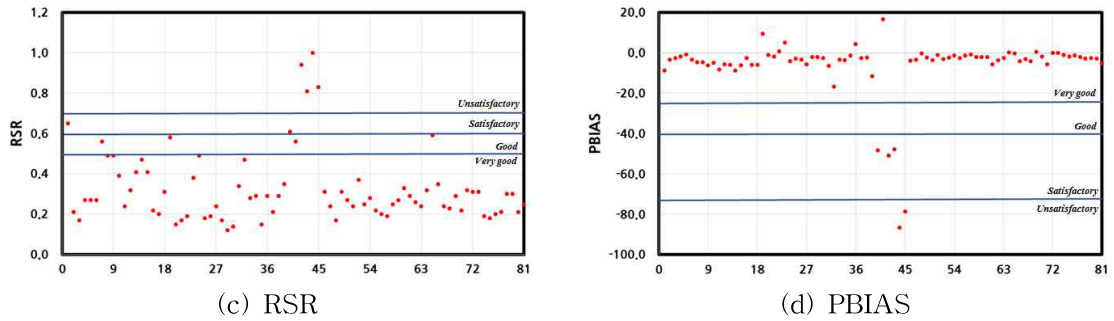 1,2
1,0
0,8
0,6
0,4
0,2
0,0
RSR
Unsatisfactory
Satisfactory
Good
Very good
0 9 18 27 36 45 54 63 72 81
(c) RSR
20,0
0,0
-20,0
-40,0
-60,0
-80,0
-100,0
PBIAS
Very good
Good
Satisfactory
Unsatisfactory
0 9 18 27 36 45 54 63 72 81
(d) PBIAS